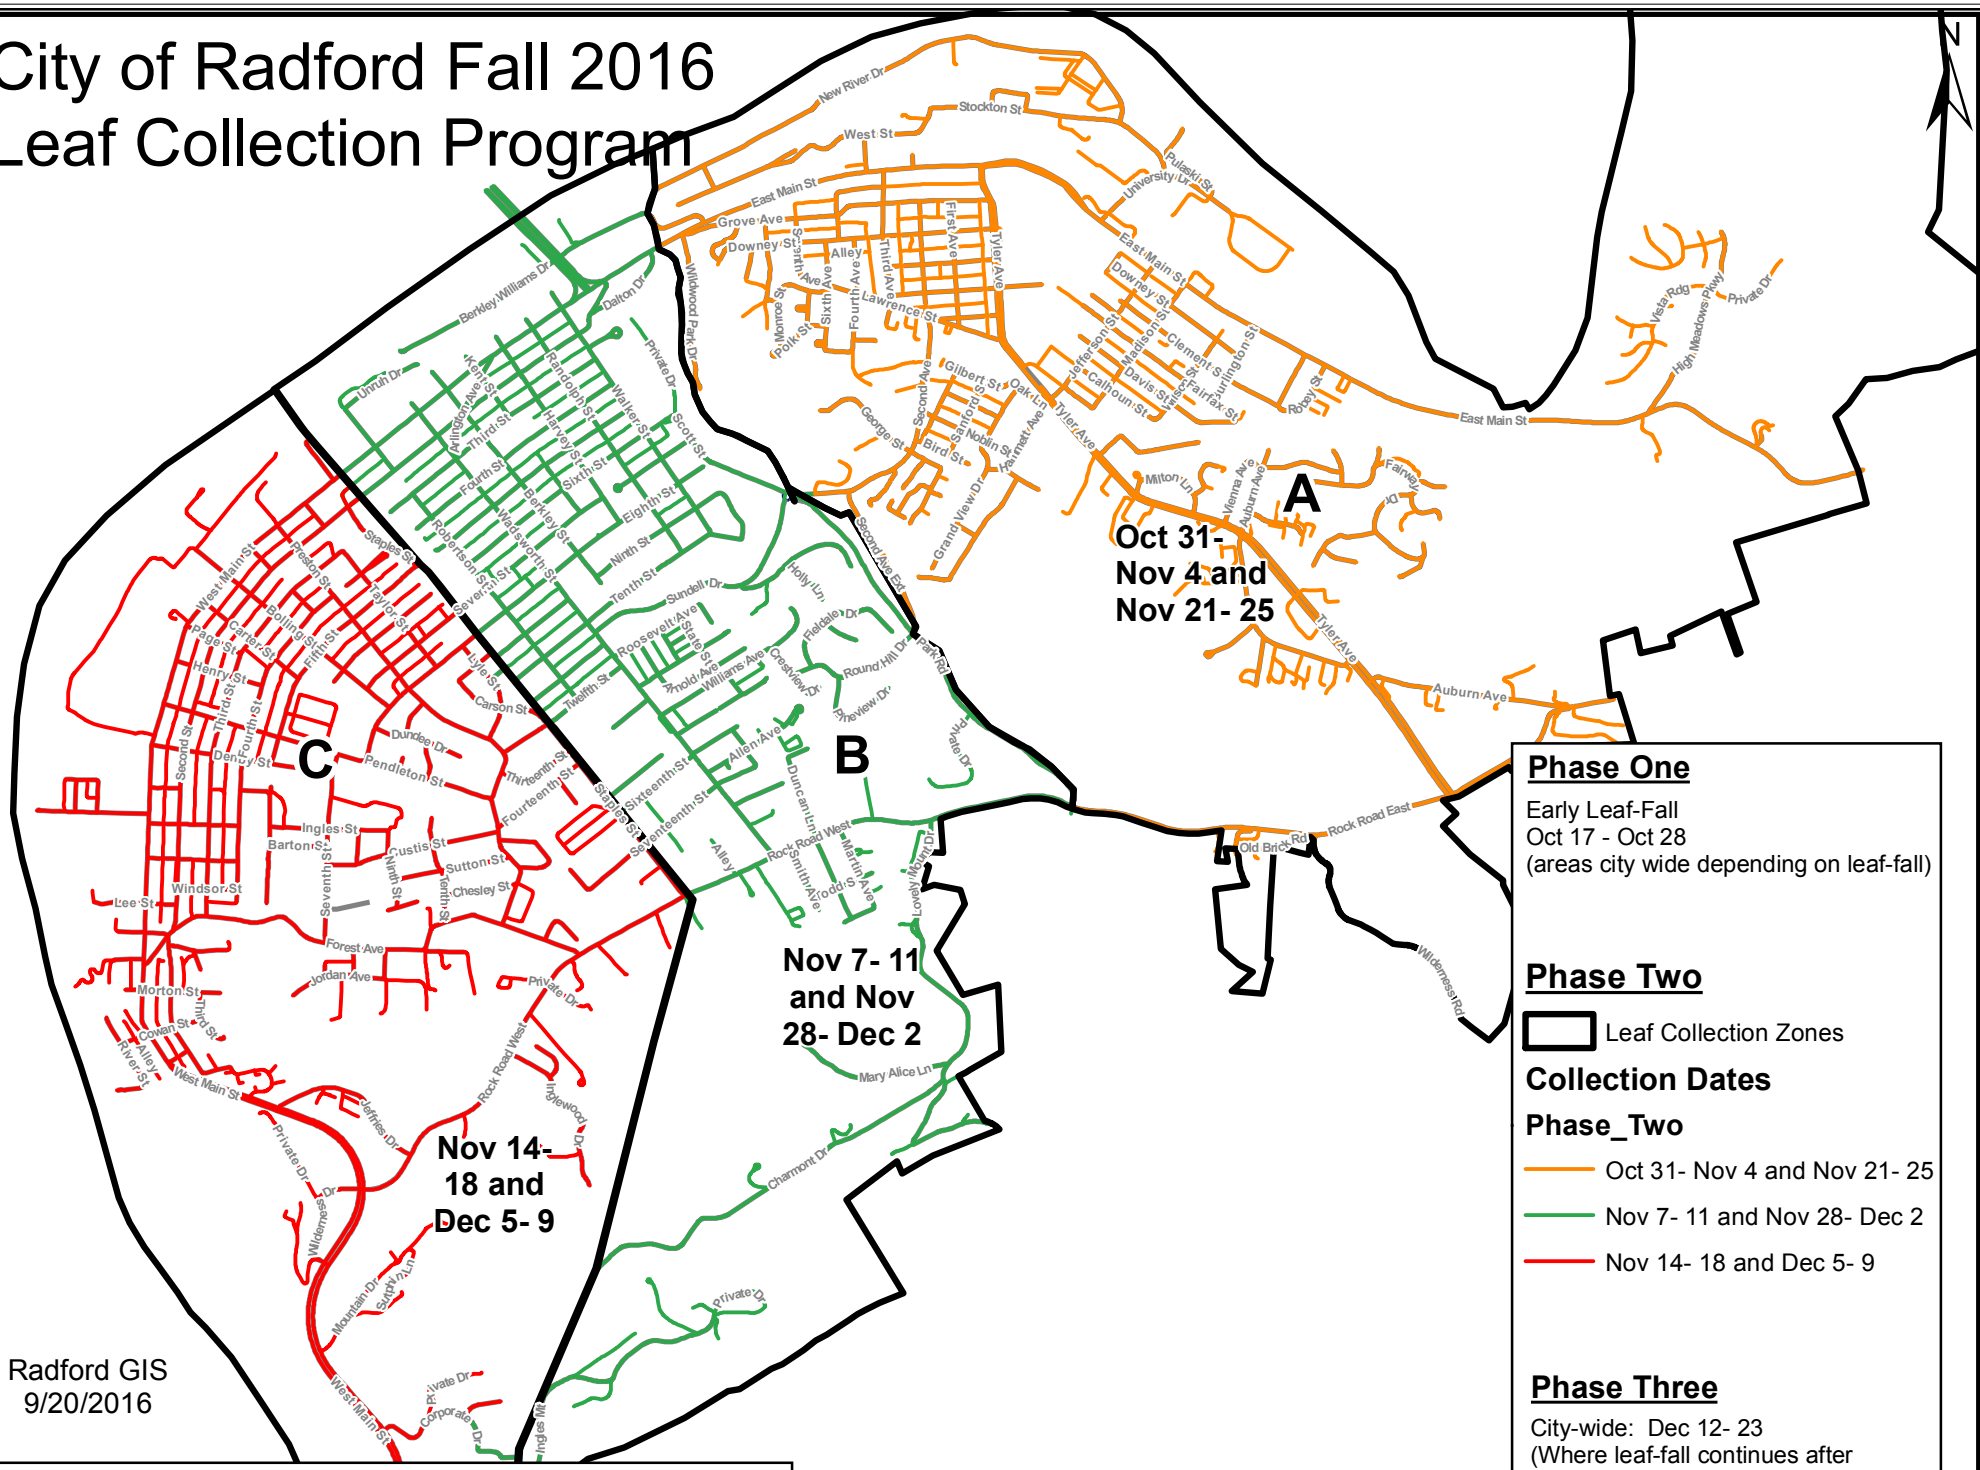 City of Radford Fall 2016
Leaf Collection Program
N
New River Dr
Stockton St
West St
Pulaski St
University Dr
East Main St
Grove Ave
Downey St
Alley
First Ave
Third Ave
Tyler Ave
Sixth Ave
Fourth Ave
Lawrence St
Monroe St
Polk St
Wildwood Park Dr
East Main St
Downey St
Jefferson St
Madison St
Clement St
Burlington St
Davis St
Fairfax St
Calhoun St
Robey St
East Main St
Vista Rdg
High Meadows Pkwy
Private Dr
Second Ave
Gilbert St
Oak Ln
Sanford St
George St
Bird St
Noblin St
Hammett Ave
Tyler Ave
Grand View Dr
Milton Ln
Vienna Ave
Auburn Ave
Fairway
Dr
A
Oct 31-
Nov 4 and
Nov 21- 25
Second Ave Ext
Tyler Ave
Auburn Ave
Rock Road East
Old Brick Rd
Wilderness Rd
Berkley Williams Dr
Dalton Dr
Unruh Dr
Kent St
Randolph St
Private Dr
Arlington Ave
Third St
Harvey St
Walker St
Scott St
Fourth St
Sixth St
Berkley St
Eighth St
Wadsworth St
Robertson St
Ninth St
Tenth St
Sundell Dr
Holly Ln
Fieldale Dr
Roosevelt Ave
State St
Arnold Ave
Williams Ave
Crestview Dr
Round Hill Dr
Park Rd
Pineview Dr
Private Dr
Twelfth St
Allen Ave
B
Sixteenth St
Seventeenth St
Duncan Ln
Rock Road West
Alley
Smith Ave
Martin Ave
Todd S
Lovely Mount Dr
Nov 7- 11
and Nov
28- Dec 2
Mary Alice Ln
Charmont Dr
Private Dr
Ingles Mt
Staples St
Preston St
West Main St
Taylor St
Bolling St
Page St
Carter St
Fifth St
Henry St
Lyle St
Carson St
Third St
Fourth St
Second St
Denby St
C
Dundee Dr
Pendleton St
Thirteenth St
Fourteenth St
Staples St
Ingles St
Barton St
Custis St
Sutton St
Seventh St
Ninth St
Tenth St
Chesley St
Windsor St
Lee St
Forest Ave
Jordan Ave
Private Dr
Morton St
Third St
Cowan St
Alley
River St
West Main St
Rock Road West
Jeffries Dr
Inglewood Dr
Private Dr
Nov 14-
18 and
Dec 5- 9
Wilderness Dr
Mountain Dr
Sutphin Ln
West Main St
Private Dr
Corporate Dr
Radford GIS
9/20/2016
Phase One
Early Leaf-Fall
Oct 17 - Oct 28
(areas city wide depending on leaf-fall)
Phase Two
Leaf Collection Zones
Collection Dates
Phase_Two
Oct 31- Nov 4 and Nov 21- 25
Nov 7- 11 and Nov 28- Dec 2
Nov 14- 18 and Dec 5- 9
Phase Three
City-wide: Dec 12- 23
(Where leaf-fall continues after